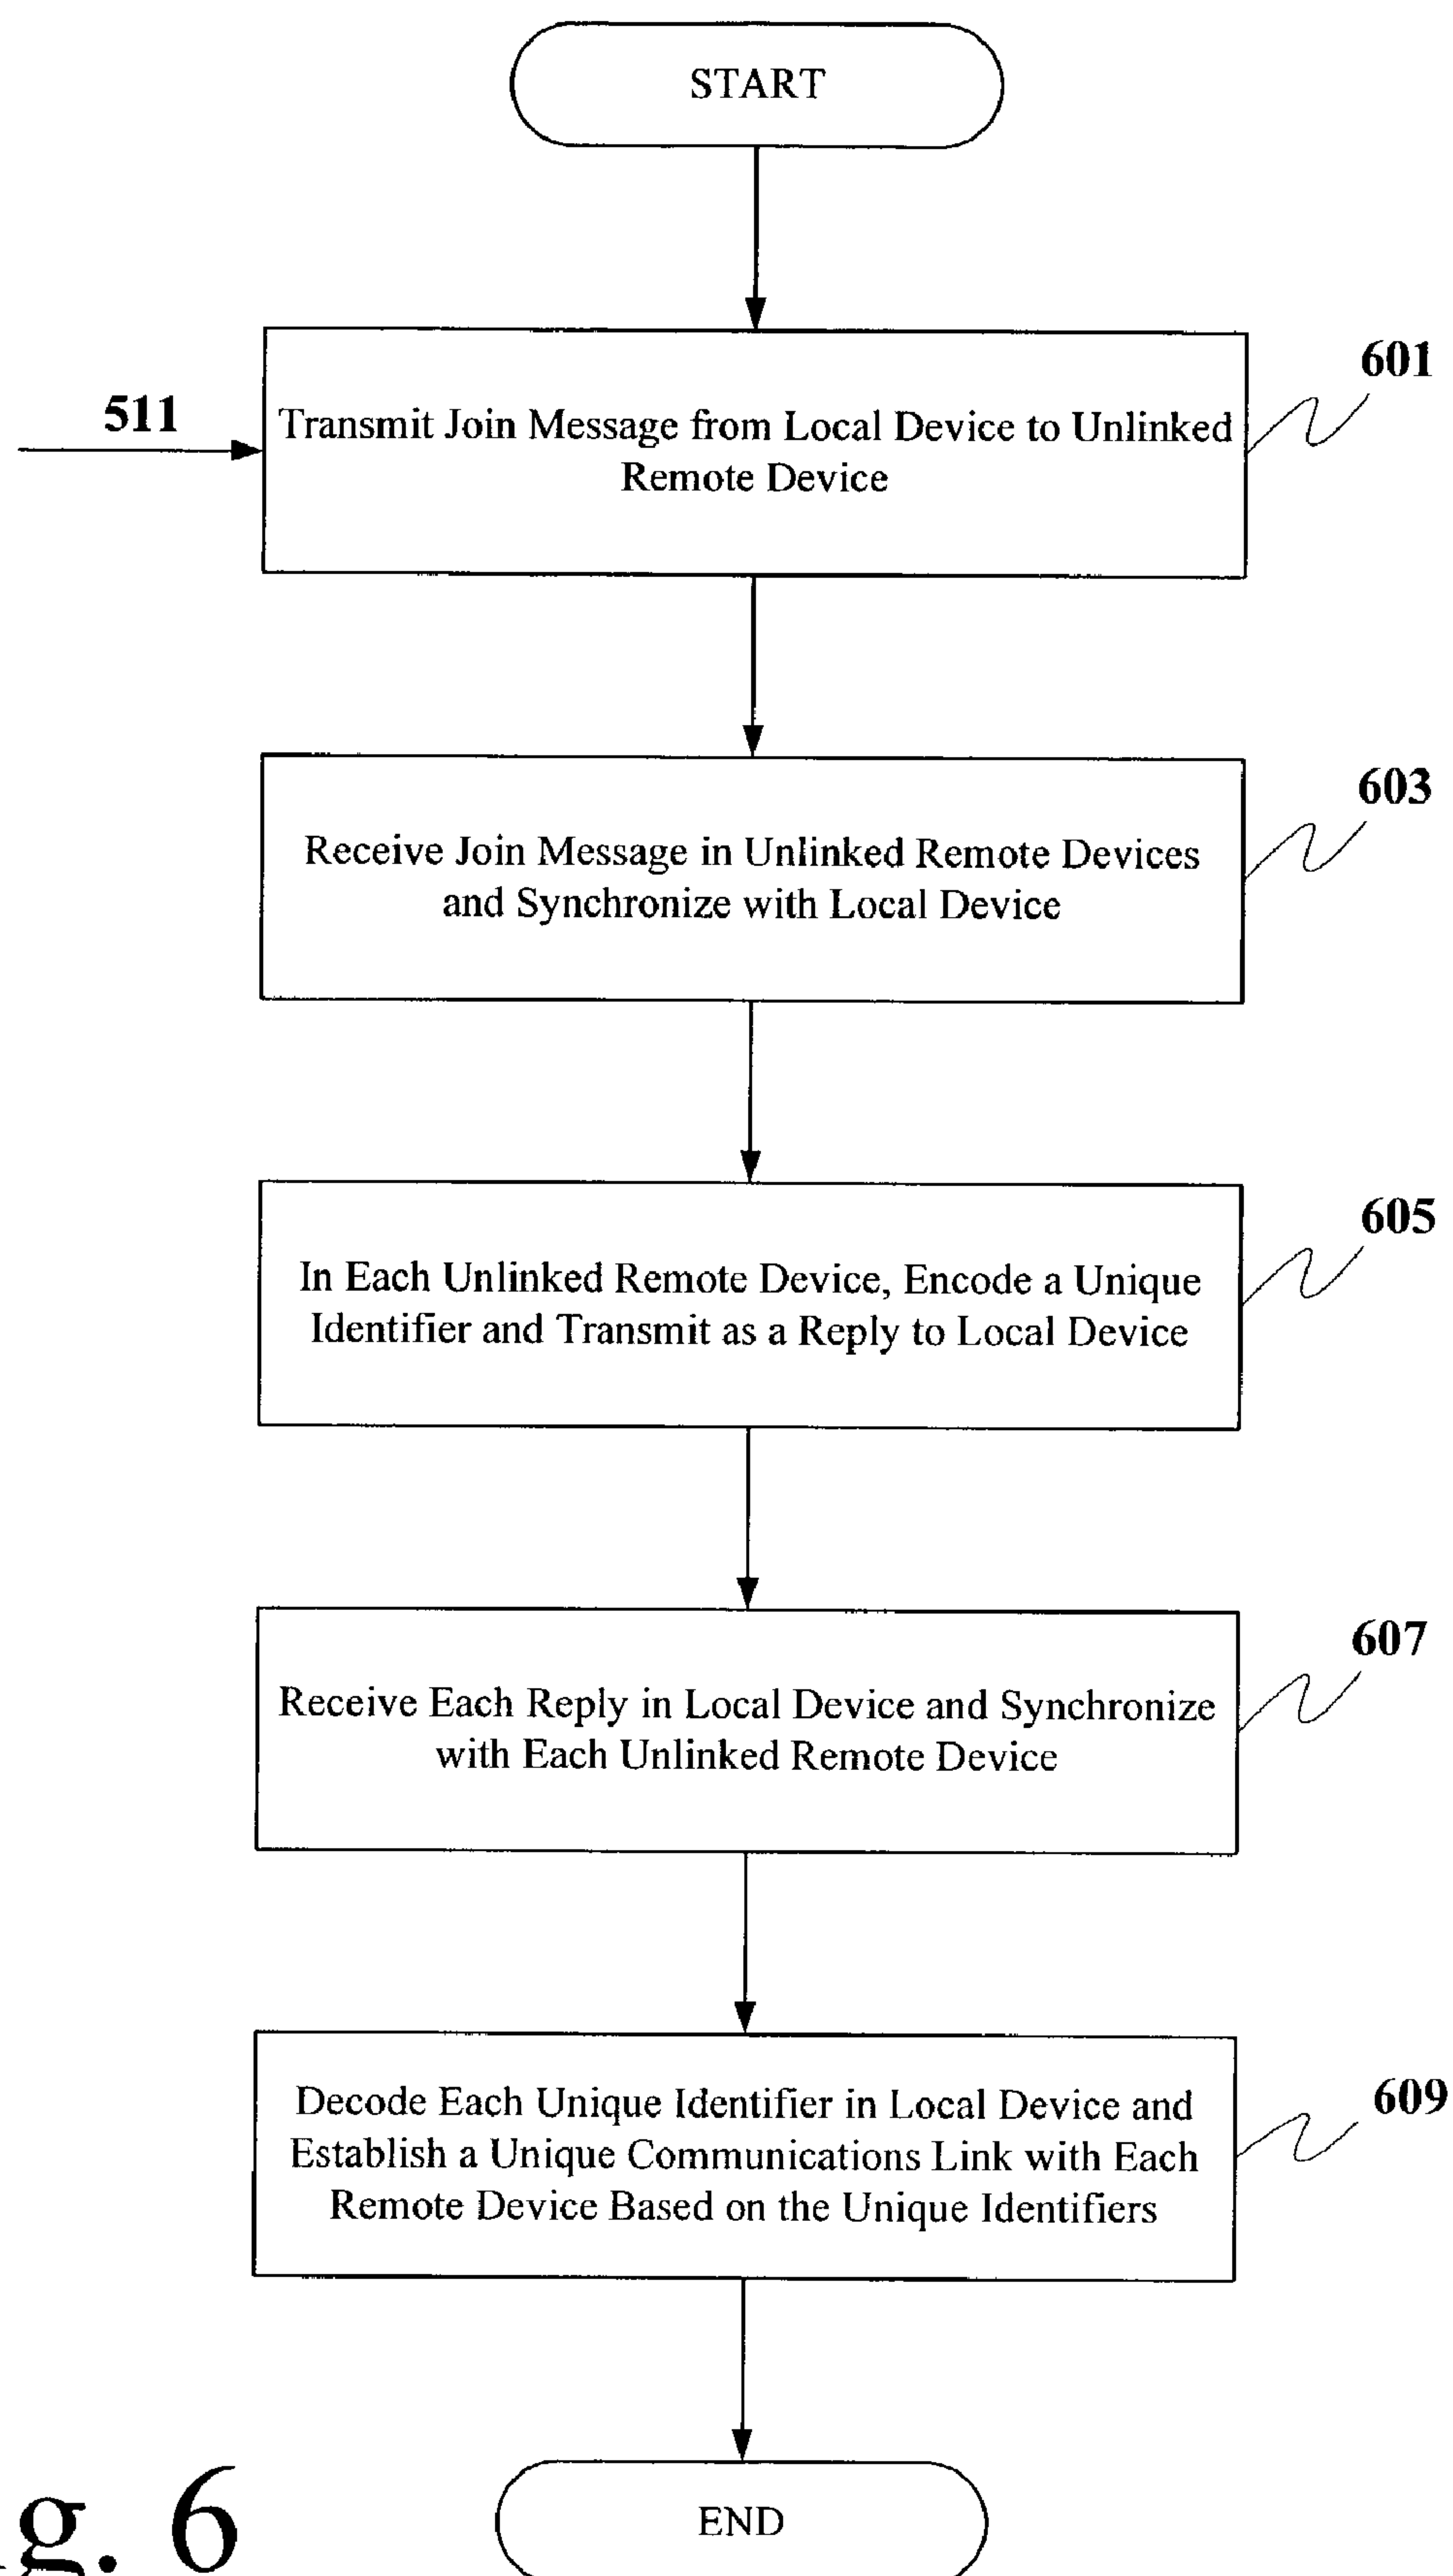 START
601
511
Transmit Join Message from Local Device to Unlinked
Remote Device
603
Receive Join Message in Unlinked Remote Devices
and Synchronize with Local Device
605
In Each Unlinked Remote Device, Encode a Unique
Identifier and Transmit as a Reply to Local Device
607
Receive Each Reply in Local Device and Synchronize
with Each Unlinked Remote Device
609
Decode Each Unique Identifier in Local Device and
Establish a Unique Communications Link with Each
Remote Device Based on the Unique Identifiers
g. 6
END